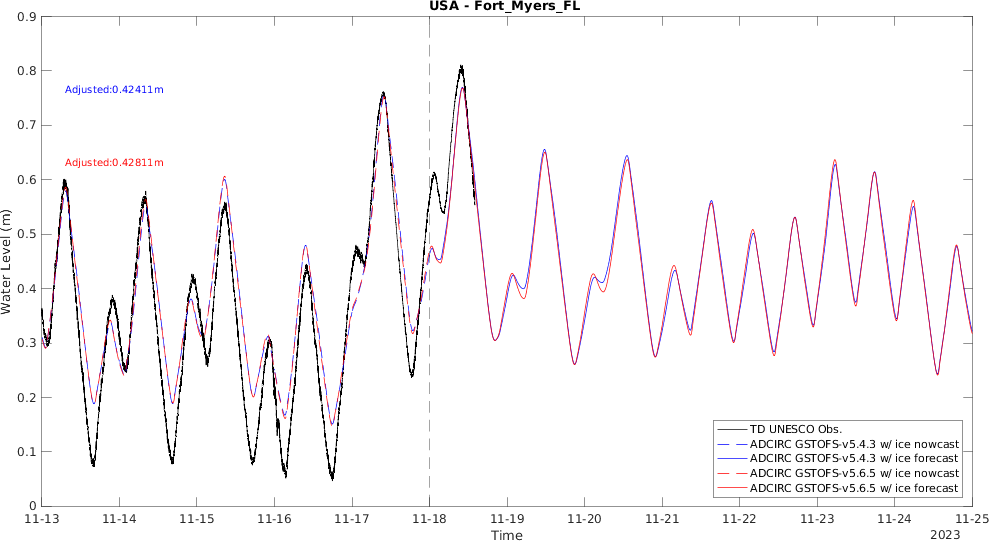 USA - Fort_Myers_FL
0.9
0.8
0.7
0.6
0.5
0.4
0.3
0.2
0.1
0
Water Level (m)
Adjusted:0.42411m
Adjusted:0.42811m
TD UNESCO Obs.
ADCIRC GSTOFS-v5.4.3 w/ ice nowcast
ADCIRC GSTOFS-v5.4.3 w/ ice forecast
ADCIRC GSTOFS-v5.6.5 w/ ice nowcast
ADCIRC GSTOFS-v5.6.5 w/ ice forecast
11-13 11-14 11-15 11-16 11-17 11-18 11-19 11-20 11-21 11-22 11-23 11-24 11-25
Time
2023